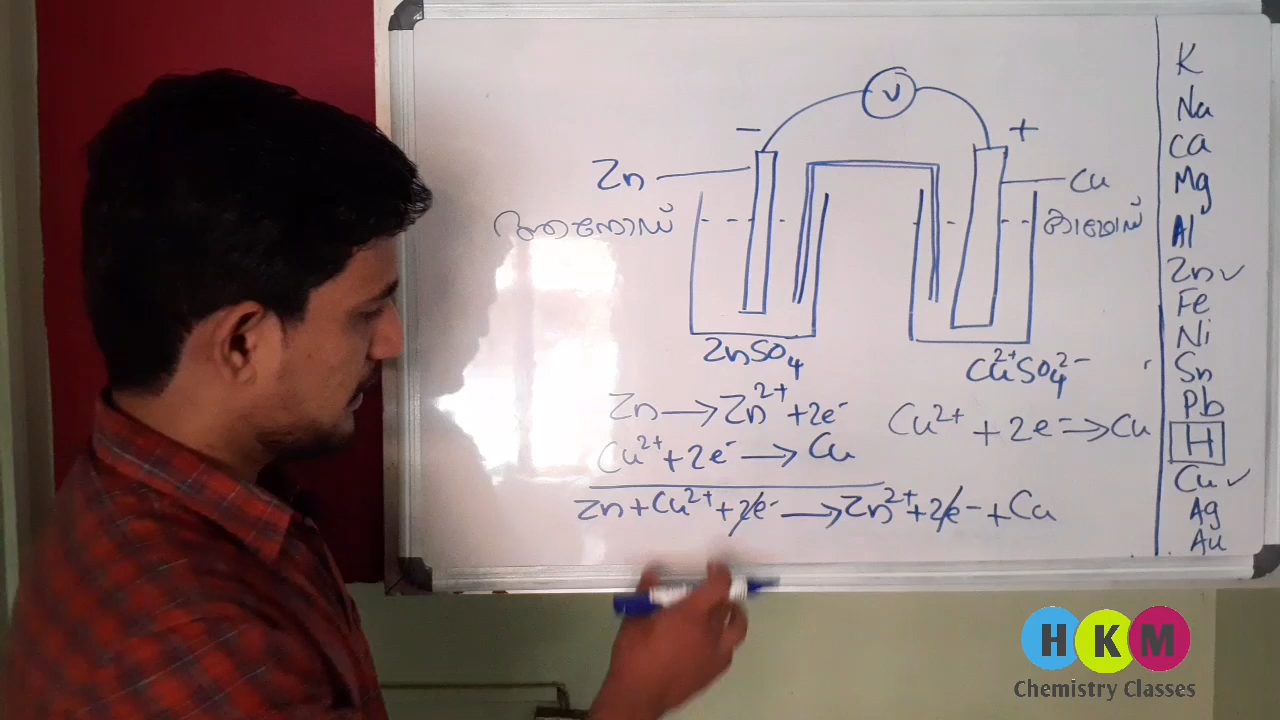 V
− +
Zn Cu
ആനോഡ് കാഥോഡ്
ZnSO₄ Cu²⁺SO₄²⁻
Zn → Zn²⁺ + 2e⁻
Cu²⁺ + 2e⁻ → Cu
Cu²⁺ + 2e⁻ → Cu
Zn + Cu²⁺ + 2e⁻ → Zn²⁺ + 2e⁻ + Cu
K
Na
Ca
Mg
Al
Zn ✓
Fe
Ni
Sn
Pb
H
Cu ✓
Ag
Au
HKM
Chemistry Classes